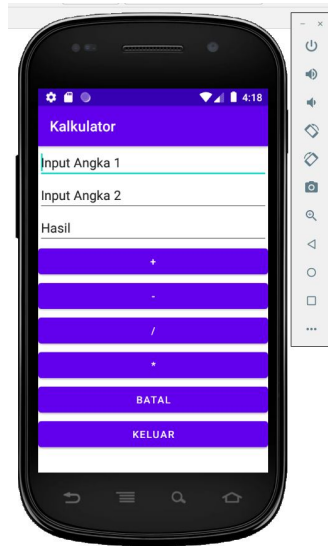 4:18
Kalkulator
Input Angka 1
Input Angka 2
Hasil
+
-
/
*
BATAL
KELUAR